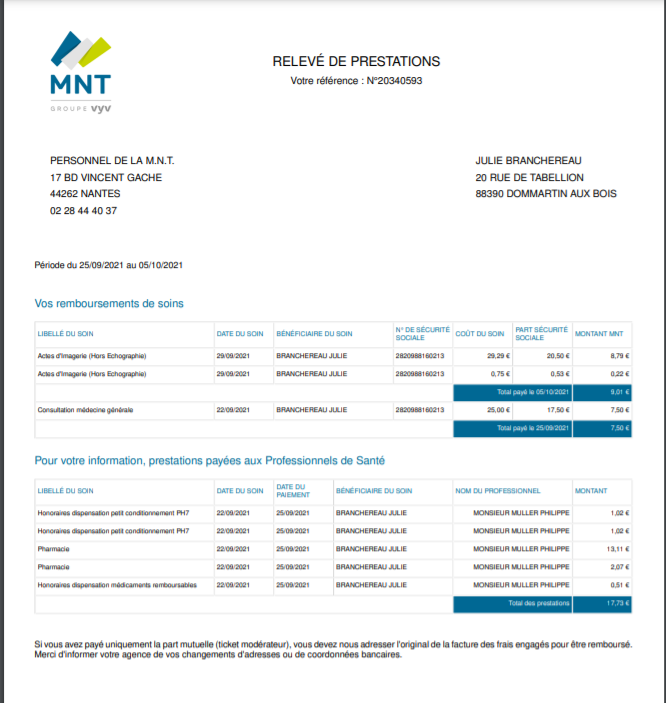 MNT
GROUPE vyv
RELEVÉ DE PRESTATIONS
Votre référence : N°20340593
PERSONNEL DE LA M.N.T.
17 BD VINCENT GACHE
44262 NANTES
02 28 44 40 37
JULIE BRANCHEREAU
20 RUE DE TABELLION
88390 DOMMARTIN AUX BOIS
Période du 25/09/2021 au 05/10/2021
Vos remboursements de soins
LIBELLÉ DU SOIN DATE DU SOIN BÉNÉFICIAIRE DU SOIN N° DE SÉCURITÉ SOCIALE COÛT DU SOIN PART SÉCURITÉ SOCIALE MONTANT MNT
Actes d'Imagerie (Hors Echographie) 29/09/2021 BRANCHEREAU JULIE 2820988160213 29,29 € 20,50 € 8,79 €
Actes d'Imagerie (Hors Echographie) 29/09/2021 BRANCHEREAU JULIE 2820988160213 0,75 € 0,53 € 0,22 €
Total payé le 05/10/2021 9,01 €
Consultation médecine générale 22/09/2021 BRANCHEREAU JULIE 2820988160213 25,00 € 17,50 € 7,50 €
Total payé le 25/09/2021 7,50 €
Pour votre information, prestations payées aux Professionnels de Santé
LIBELLÉ DU SOIN DATE DU SOIN DATE DU PAIEMENT BÉNÉFICIAIRE DU SOIN NOM DU PROFESSIONNEL MONTANT
Honoraires dispensation petit conditionnement PH7 22/09/2021 25/09/2021 BRANCHEREAU JULIE MONSIEUR MULLER PHILIPPE 1,02 €
Honoraires dispensation petit conditionnement PH7 22/09/2021 25/09/2021 BRANCHEREAU JULIE MONSIEUR MULLER PHILIPPE 1,02 €
Pharmacie 22/09/2021 25/09/2021 BRANCHEREAU JULIE MONSIEUR MULLER PHILIPPE 13,11 €
Pharmacie 22/09/2021 25/09/2021 BRANCHEREAU JULIE MONSIEUR MULLER PHILIPPE 2,07 €
Honoraires dispensation médicaments remboursables 22/09/2021 25/09/2021 BRANCHEREAU JULIE MONSIEUR MULLER PHILIPPE 0,51 €
Total des prestations 17,73 €
Si vous avez payé uniquement la part mutuelle (ticket modérateur), vous devez nous adresser l'original de la facture des frais engagés pour être remboursé.
Merci d'informer votre agence de vos changements d'adresses ou de coordonnées bancaires.